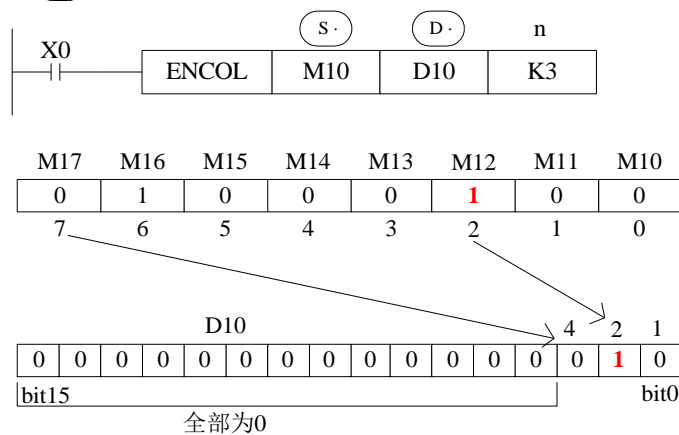 S · D · n
X0
ENCOL M10 D10 K3
M17 M16 M15 M14 M13 M12 M11 M10
0 1 0 0 0 1 0 0
7 6 5 4 3 2 1 0
D10 4 2 1
0 0 0 0 0 0 0 0 0 0 0 0 0 0 1 0
bit15 bit0
全部为0